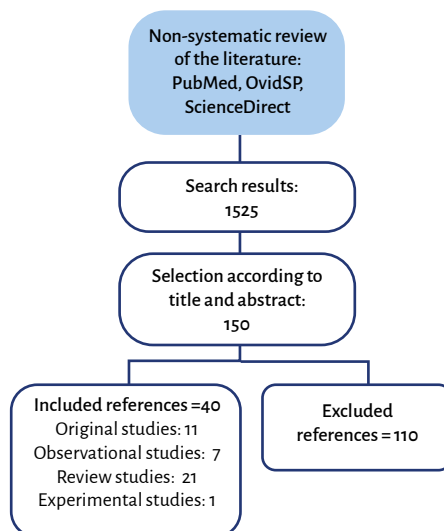 Non-systematic review
of the literature:
PubMed, OvidSP,
ScienceDirect
Search results:
1525
Selection according to
title and abstract:
150
Included references =40
Original studies: 11
Observational studies: 7
Review studies: 21
Experimental studies: 1
Excluded
references = 110